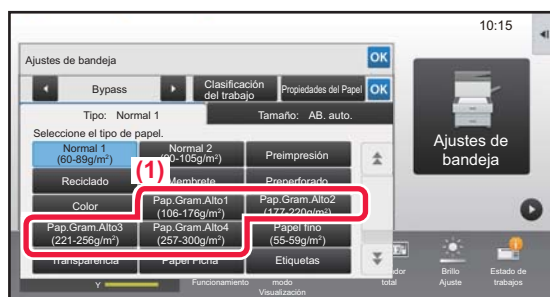 10:15
Ajustes de bandeja
OK
Bypass
Clasificación
del trabajo
Propiedades del Papel
OK
Tipo: Normal 1
Tamaño: AB. auto.
Seleccione el tipo de papel.
Normal 1
(60-89g/m²)
Normal 2
(90-105g/m²)
Preimpresión
Reciclado
(1)
Membrete
Preperforado
Color
Pap.Gram.Alto1
(106-176g/m²)
Pap.Gram.Alto2
(177-220g/m²)
Pap.Gram.Alto3
(221-256g/m²)
Pap.Gram.Alto4
(257-300g/m²)
Papel fino
(55-59g/m²)
Transparencia
Papel Ficha
Etiquetas
Ajustes de
bandeja
Y
Funcionamiento
modo
Visualización
total
Brillo
Ajuste
Estado de
trabajos